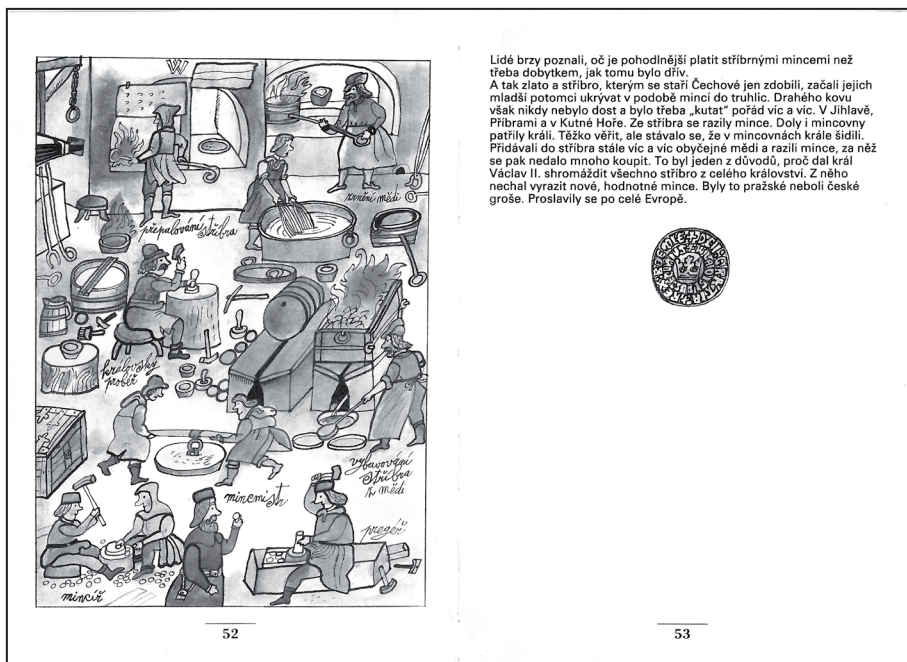 W
zrnění mědi
přepalování stříbra
královský
probéř
vybavování
stříbra
z mědi
mincmistr
pregéř
mincíř
52
Lidé brzy poznali, oč je pohodlnější platit stříbrnými mincemi než
třeba dobytkem, jak tomu bylo dřív.
A tak zlato a stříbro, kterým se staří Čechové jen zdobili, začali jejich
mladší potomci ukrývat v podobě mincí do truhlic. Drahého kovu
však nikdy nebylo dost a bylo třeba „kutat" pořád víc a víc. V Jihlavě,
Příbrami a v Kutné Hoře. Ze stříbra se razily mince. Doly i mincovny
patřily králi. Těžko věřit, ale stávalo se, že v mincovnách krále šidili.
Přidávali do stříbra stále víc a víc obyčejné mědi a razili mince, za něž
se pak nedalo mnoho koupit. To byl jeden z důvodů, proč dal král
Václav II. shromáždit všechno stříbro z celého království. Z něho
nechal vyrazit nové, hodnotné mince. Byly to pražské neboli české
groše. Proslavily se po celé Evropě.
53